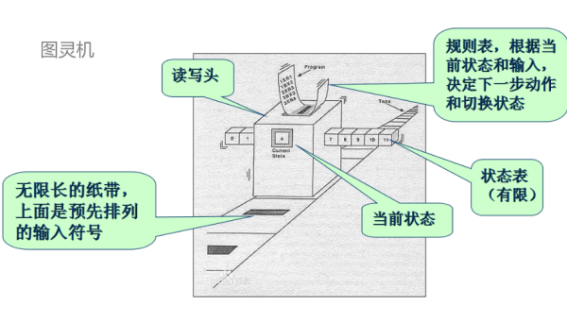 图灵机
读写头
规则表，根据当
前状态和输入，
决定下一步动作
和切换状态
Program
Tape
Current
State
状态表
（有限）
当前状态
无限长的纸带，
上面是预先排列
的输入符号